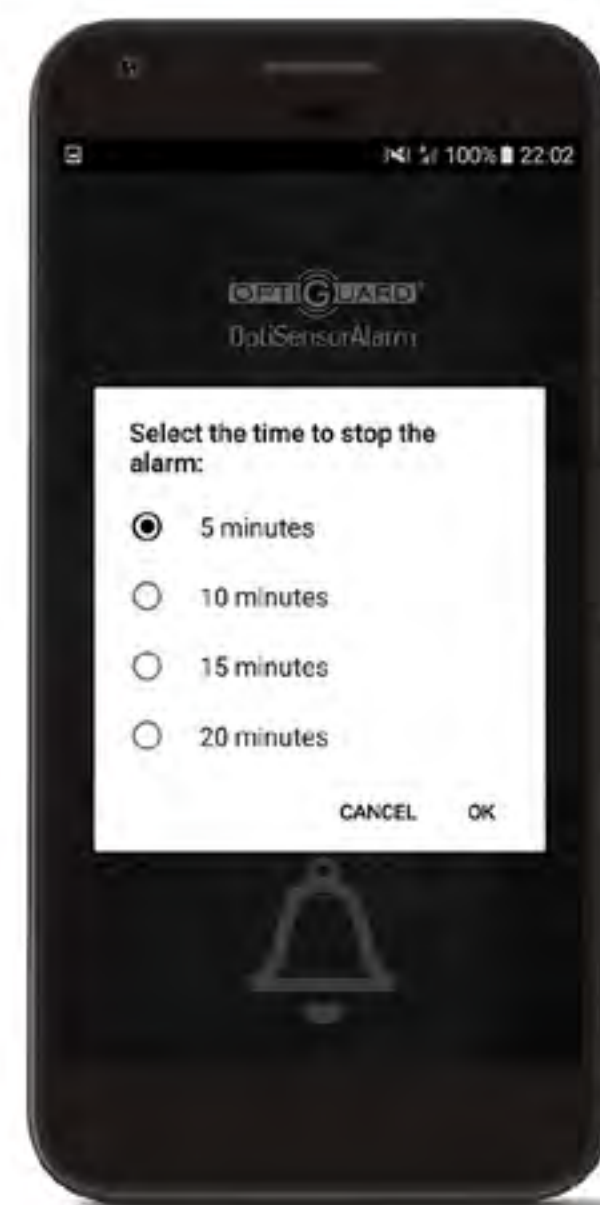 100% 22:02
OPTIGUARD®
OptiSensorAlarm
Select the time to stop the
alarm:
5 minutes
10 minutes
15 minutes
20 minutes
CANCEL OK